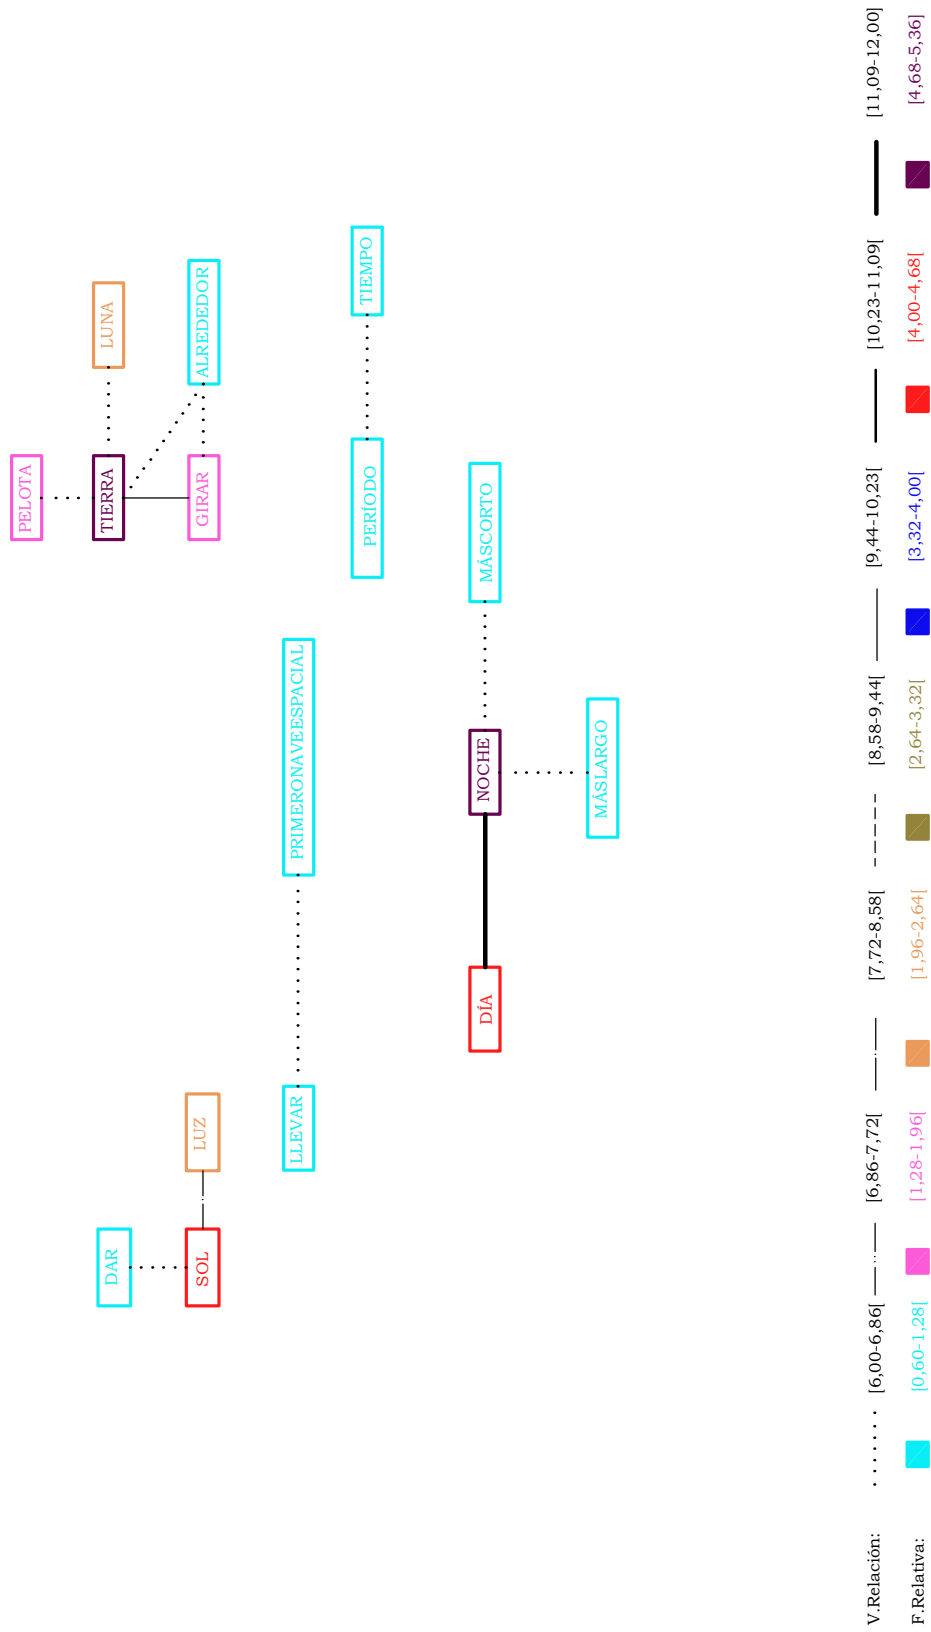 PELOTA
DAR TIERRA LUNA
SOL LUZ GIRAR ALREDEDOR
LLEVAR PRIMERONAVEESPACIAL
PERÍODO TIEMPO
DÍA NOCHE MÁSCORTO
MÁSLARGO
V.Relación: [6,00-6,86[ [6,86-7,72[ [7,72-8,58[ [8,58-9,44[ [9,44-10,23[ [10,23-11,09[ [11,09-12,00]
F.Relativa: [0,60-1,28[ [1,28-1,96[ [1,96-2,64[ [2,64-3,32[ [3,32-4,00[ [4,00-4,68[ [4,68-5,36]